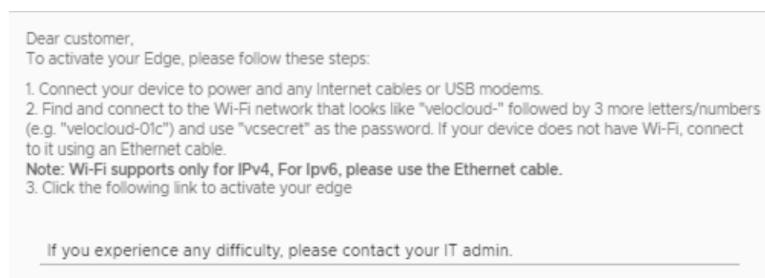 Dear customer,
To activate your Edge, please follow these steps:
1. Connect your device to power and any Internet cables or USB modems.
2. Find and connect to the Wi-Fi network that looks like "velocloud-" followed by 3 more letters/numbers
(e.g. "velocloud-01c") and use "vcsecret" as the password. If your device does not have Wi-Fi, connect
to it using an Ethernet cable.
Note: Wi-Fi supports only for IPv4, For Ipv6, please use the Ethernet cable.
3. Click the following link to activate your edge
If you experience any difficulty, please contact your IT admin.